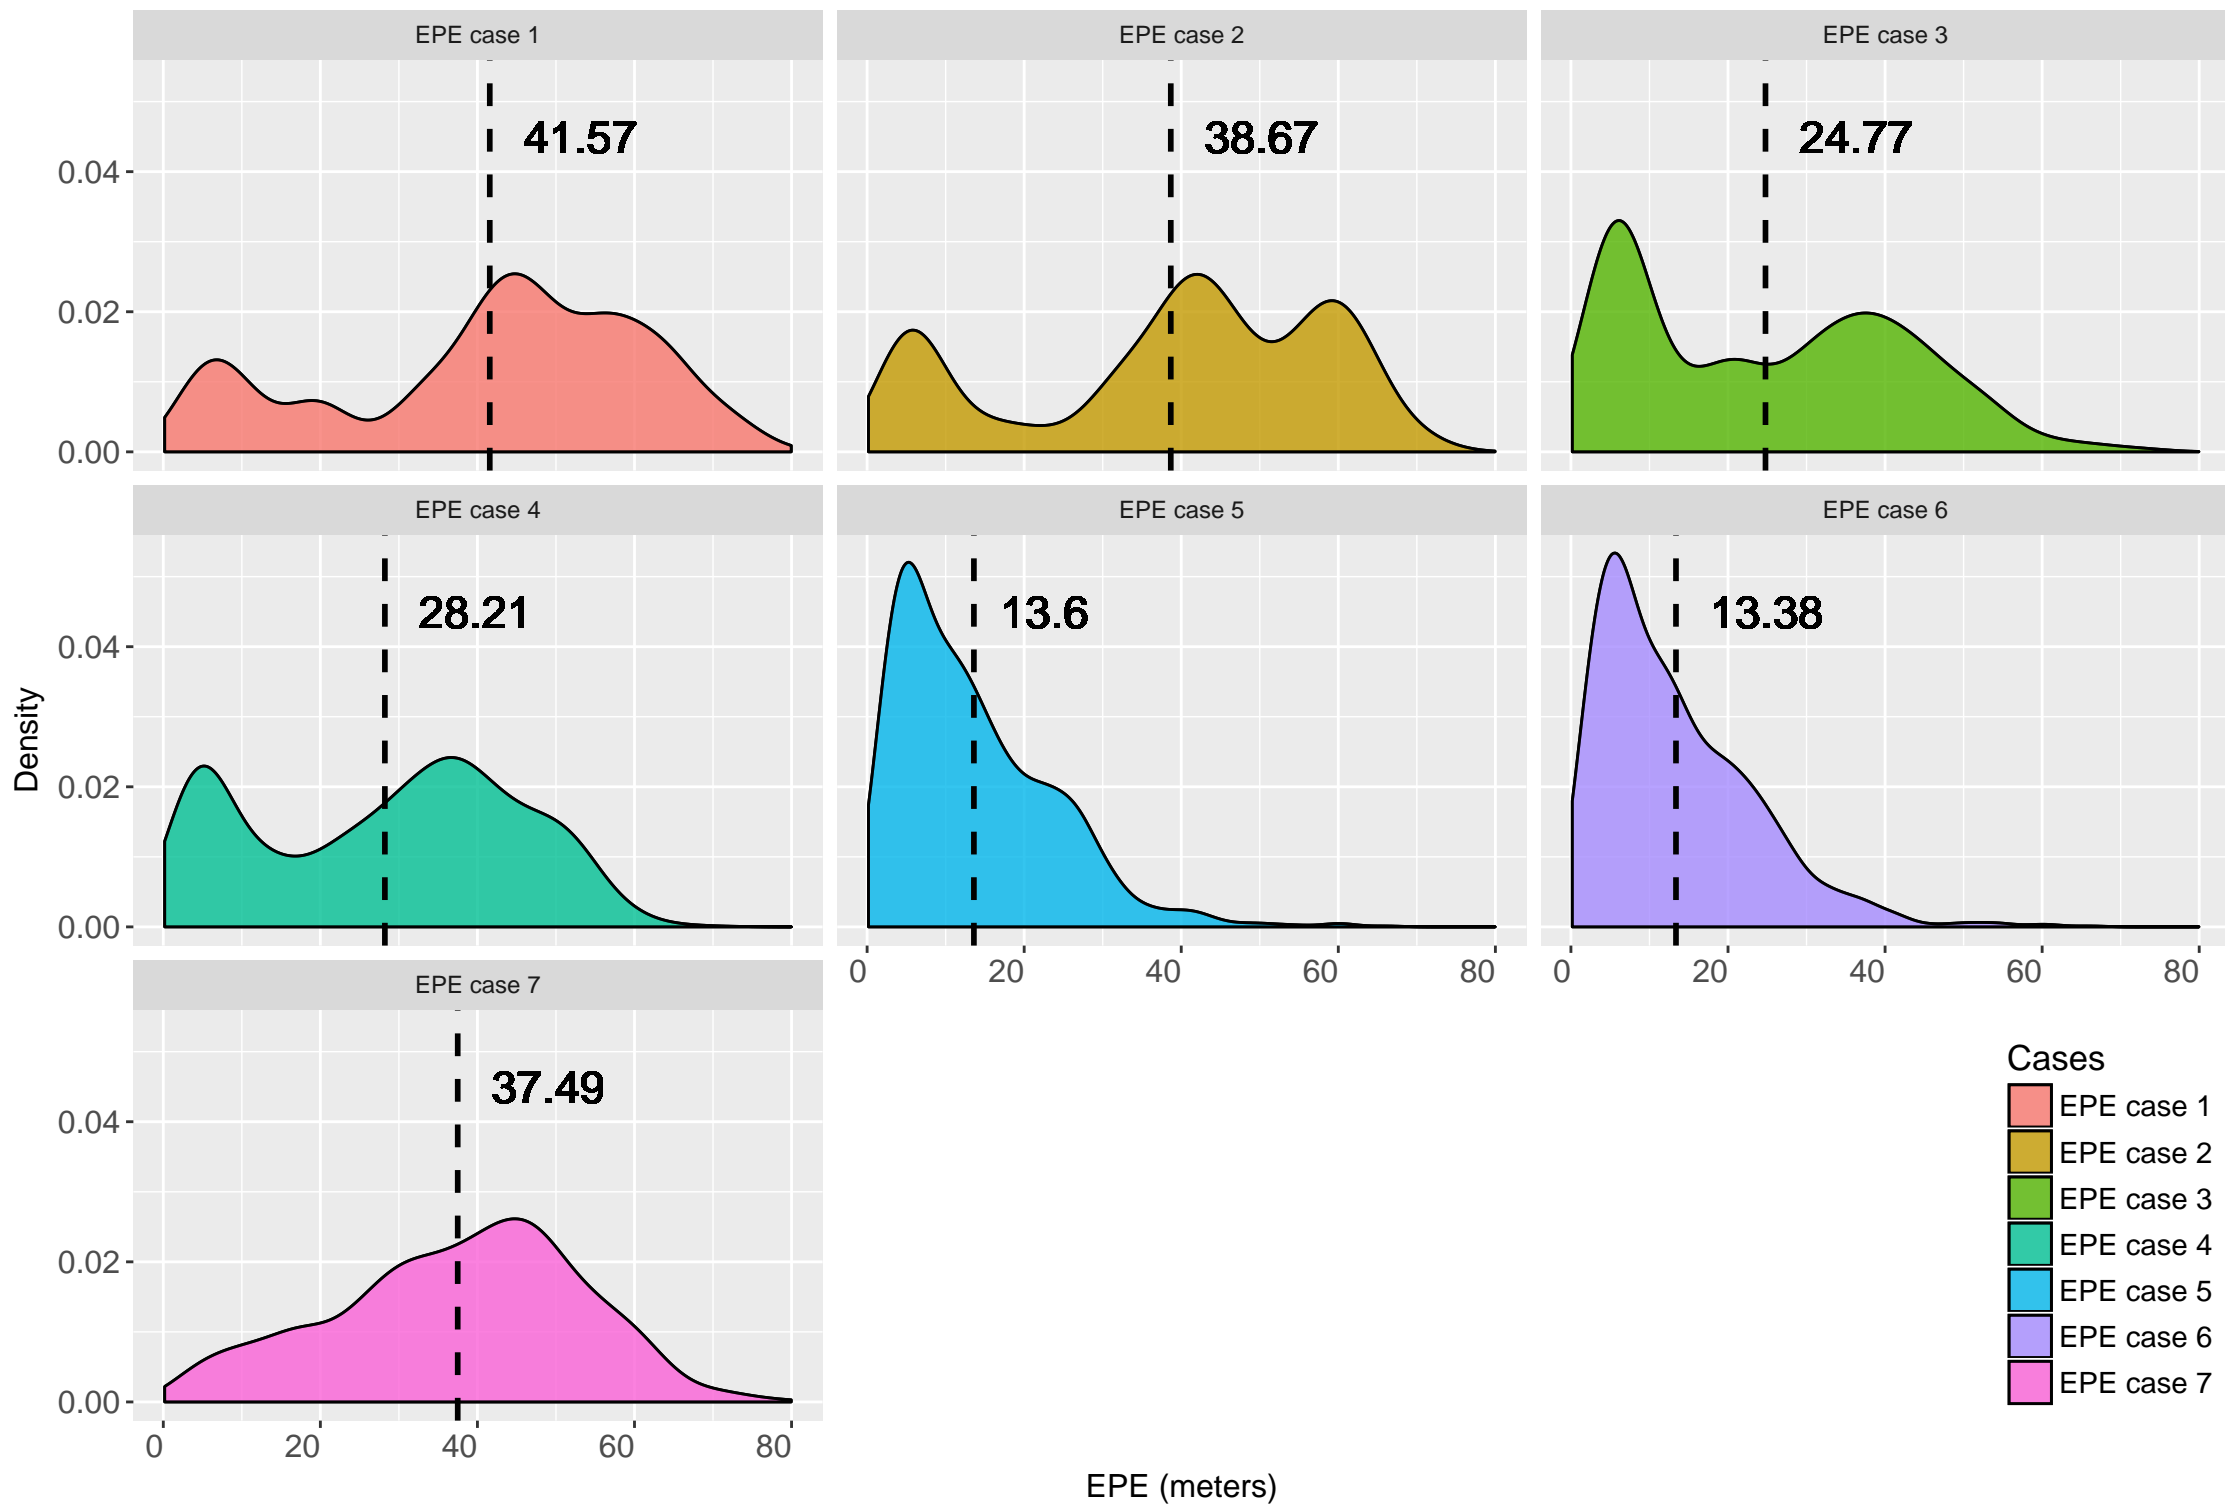 EPE case 1
EPE case 2
EPE case 3
41.57
38.67
24.77
0.04
0.02
0.00
EPE case 4
EPE case 5
EPE case 6
28.21
13.6
13.38
0.04
0.02
0.00
Density
0 20 40 60 80
0 20 40 60 80
EPE case 7
37.49
0.04
0.02
0.00
0 20 40 60 80
EPE (meters)
Cases
EPE case 1
EPE case 2
EPE case 3
EPE case 4
EPE case 5
EPE case 6
EPE case 7